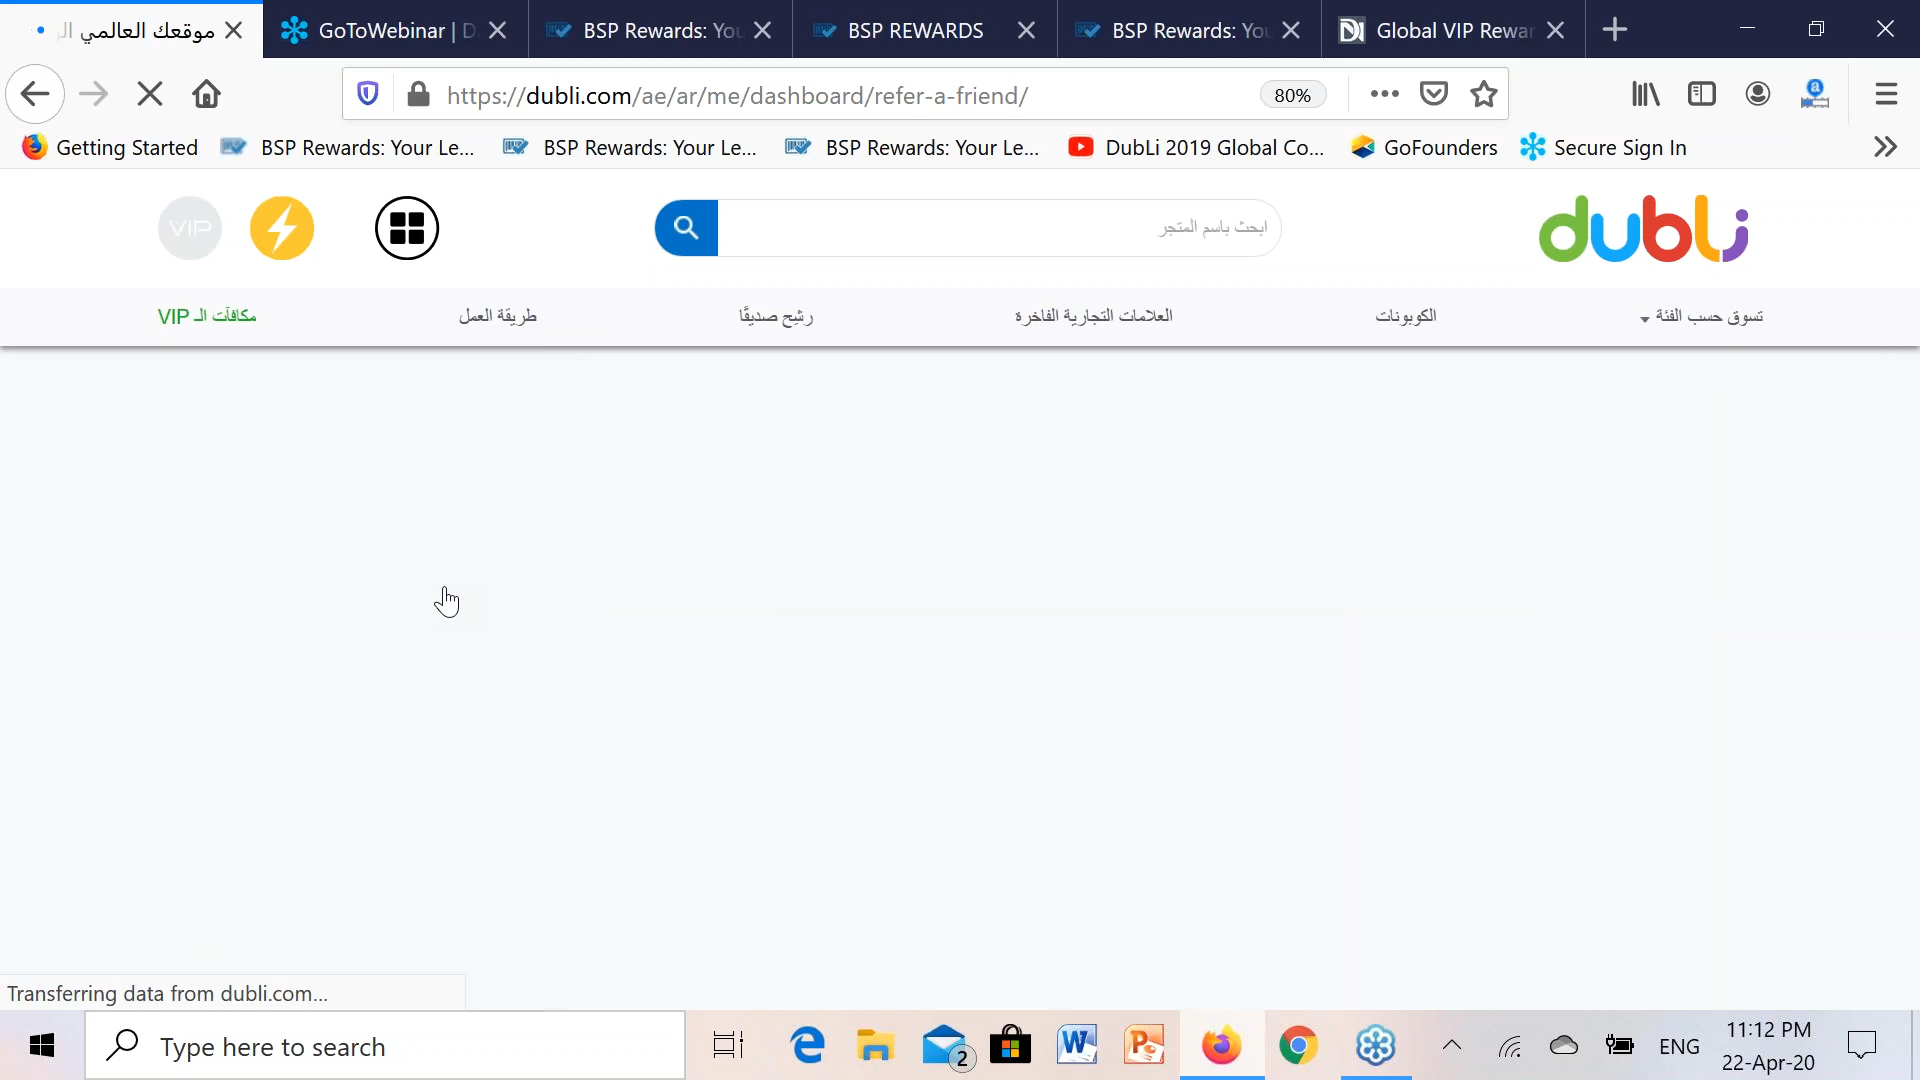 موقعك العالمي
GoToWebinar |
BSP Rewards: You
BSP REWARDS
BSP Rewards: You
Global VIP Rewar
https://dubli.com/ae/ar/me/dashboard/refer-a-friend/
80%
Getting Started
BSP Rewards: Your Le...
BSP Rewards: Your Le...
BSP Rewards: Your Le...
DubLi 2019 Global Co...
GoFounders
Secure Sign In
VIP
ابحث باسم المتجر
dubli
تسوق حسب الفئة
الكوبونات
العلامات التجارية الفاخرة
رشح صديقًا
طريقة العمل
مكافآت الـ VIP
Transferring data from dubli.com...
Type here to search
2
ENG
11:12 PM
22-Apr-20